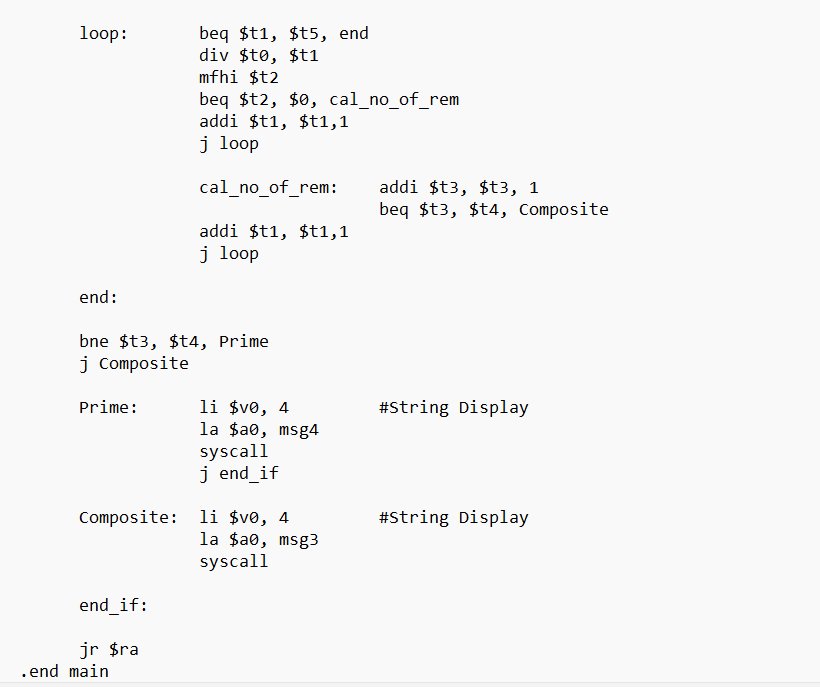 loop: beq $t1, $t5, end
div $t0, $t1
mfhi $t2
beq $t2, $0, cal_no_of_rem
addi $t1, $t1,1
j loop
cal_no_of_rem: addi $t3, $t3, 1
beq $t3, $t4, Composite
addi $t1, $t1,1
j loop
end:
bne $t3, $t4, Prime
j Composite
Prime: li $v0, 4 #String Display
la $a0, msg4
syscall
j end_if
Composite: li $v0, 4 #String Display
la $a0, msg3
syscall
end_if:
jr $ra
.end main